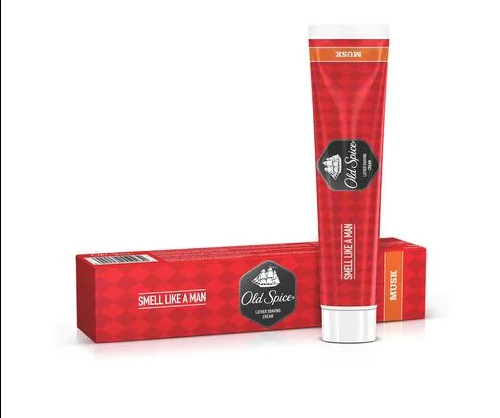 MUSK
Old Spice
LATHER SHAVING
CREAM
SMELL LIKE A MAN
SMELL LIKE A MAN
Old Spice
LATHER SHAVING
CREAM
MUSK